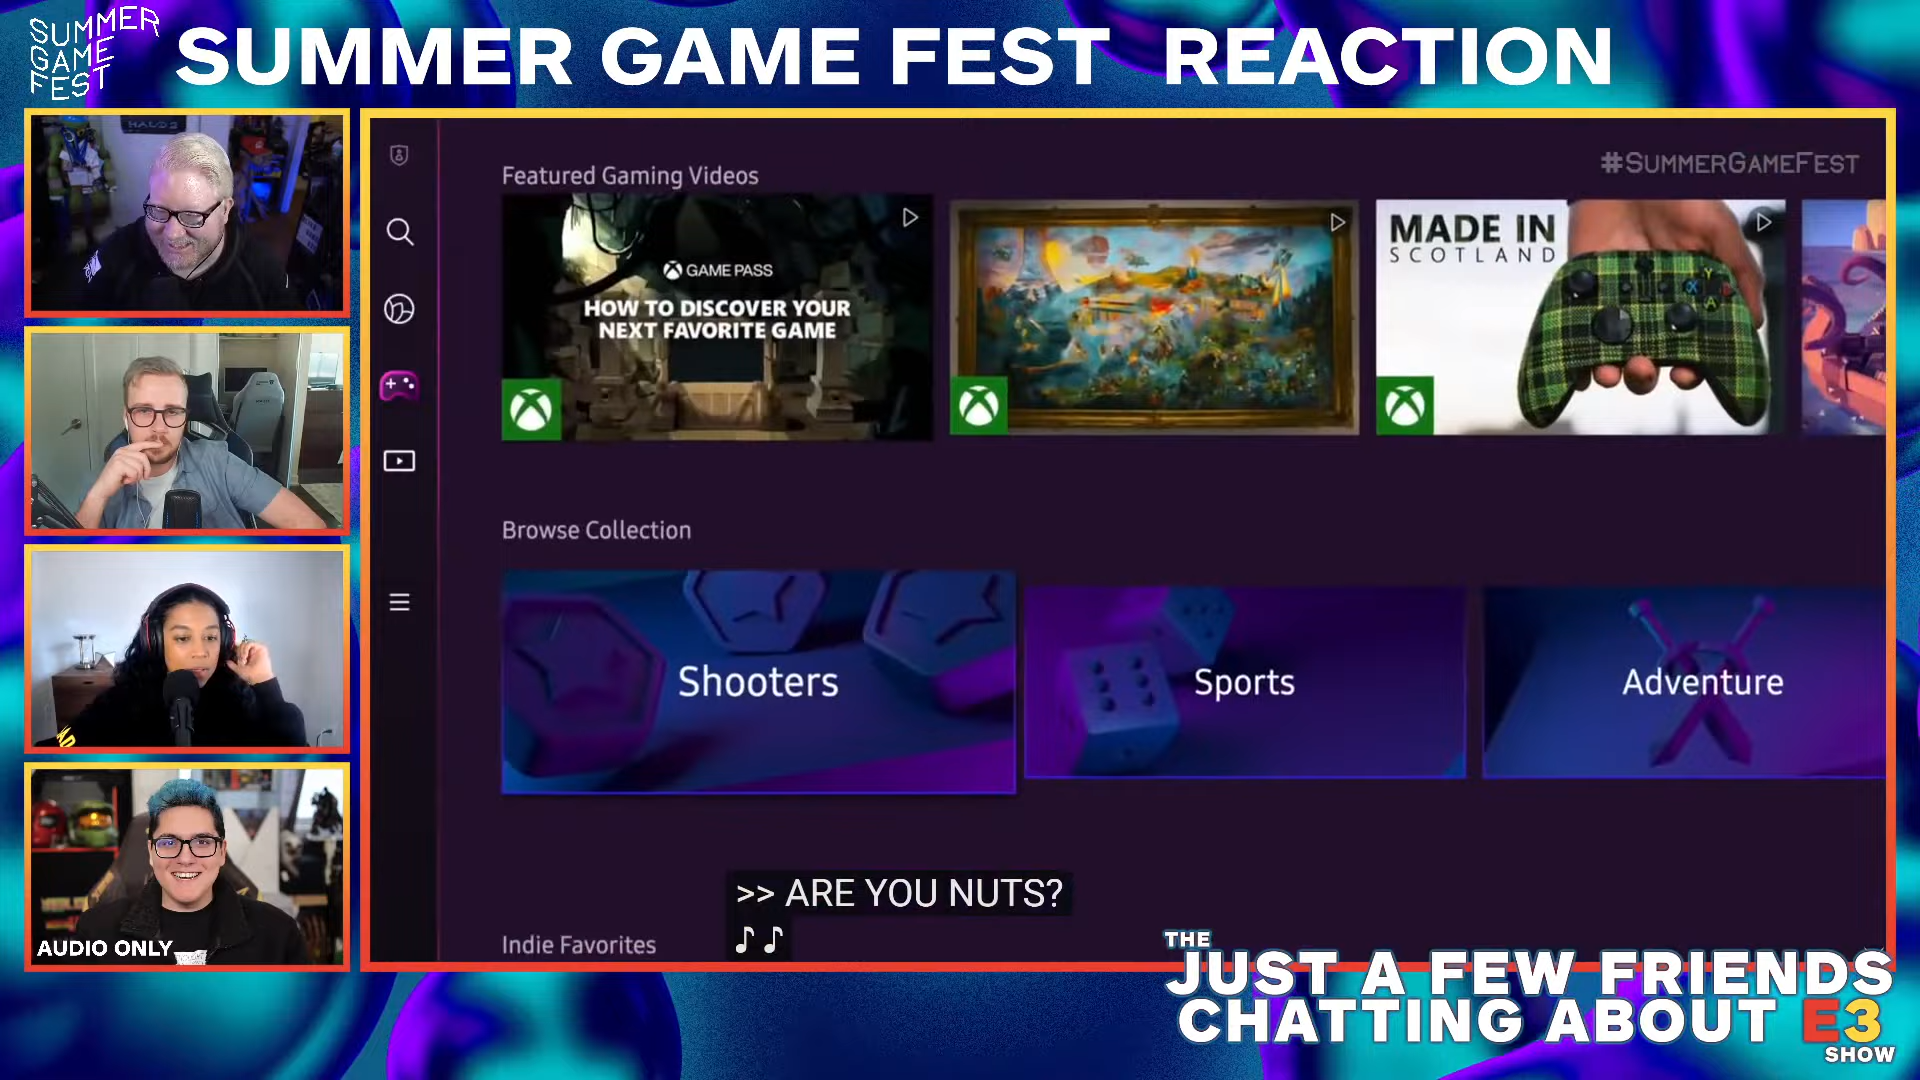 SUMMER
GAME
FEST
SUMMER GAME FEST REACTION
HALO 5
AUDIO ONLY
Featured Gaming Videos
#SUMMERGAMEFEST
GAME PASS
HOW TO DISCOVER YOUR
NEXT FAVORITE GAME
MADE IN
SCOTLAND
Y
X
B
A
Browse Collection
Shooters
Sports
Adventure
Indie Favorites
>> ARE YOU NUTS?
♪ ♪
THE
JUST A FEW FRIENDS
CHATTING ABOUT E3
SHOW